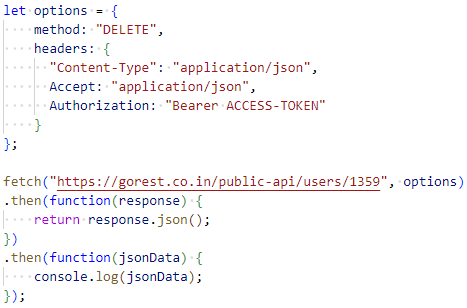 let options = {
    method: "DELETE",
    headers: {
      "Content-Type": "application/json",
      Accept: "application/json",
      Authorization: "Bearer ACCESS-TOKEN"
    }
};

fetch("https://gorest.co.in/public-api/users/1359", options)
.then(function(response) {
    return response.json();
})
.then(function(jsonData) {
    console.log(jsonData);
});